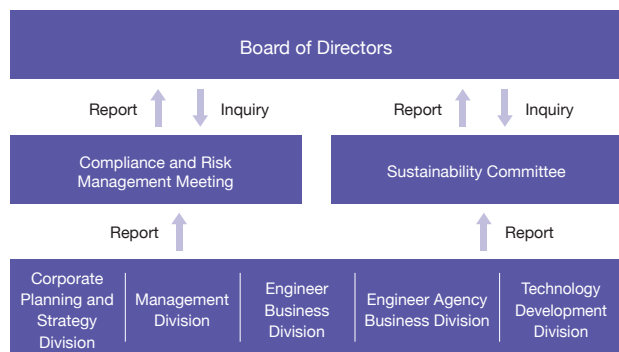 Board of Directors
Report
Inquiry
Report
Inquiry
Compliance and Risk
Management Meeting
Sustainability Committee
Report
Report
Corporate
Planning and
Strategy
Division
Management
Division
Engineer
Business
Division
Engineer Agency
Business Division
Technology
Development
Division